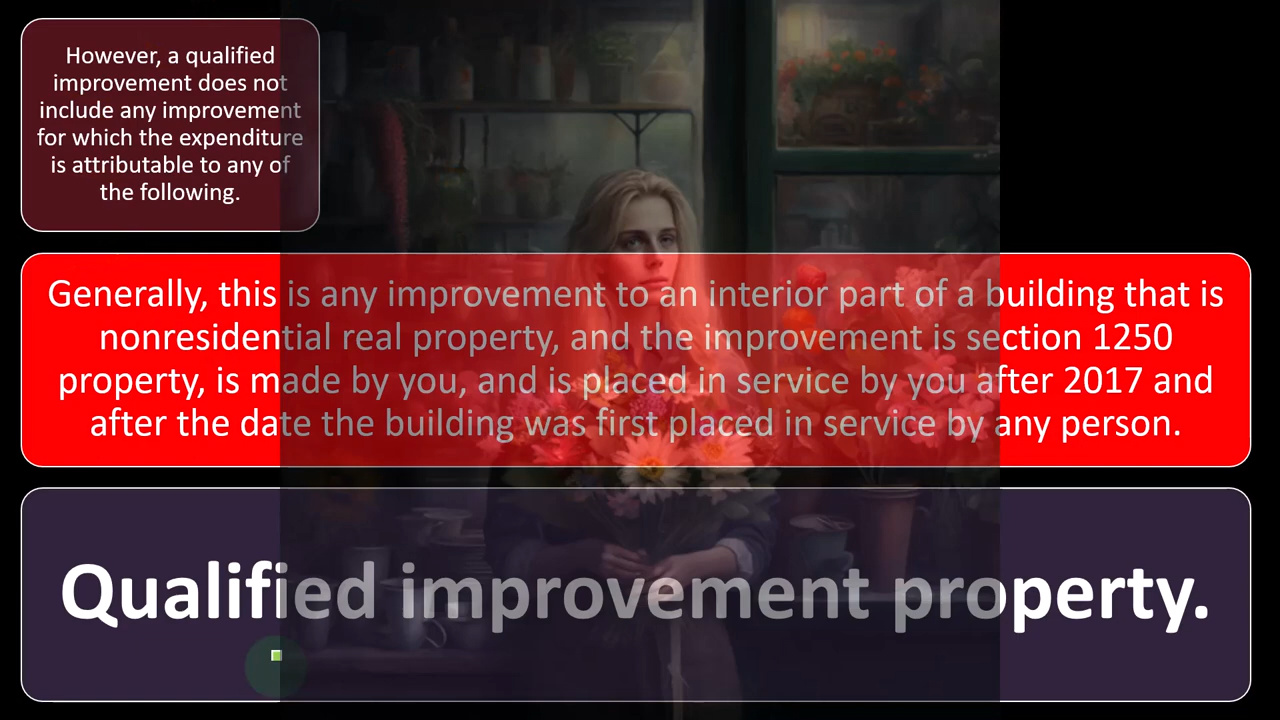 However, a qualified
improvement does not
include any improvement
for which the expenditure
is attributable to any of
the following.
Generally, this is any improvement to an interior part of a building that is
nonresidential real property, and the improvement is section 1250
property, is made by you, and is placed in service by you after 2017 and
after the date the building was first placed in service by any person.
Qualified improvement property.